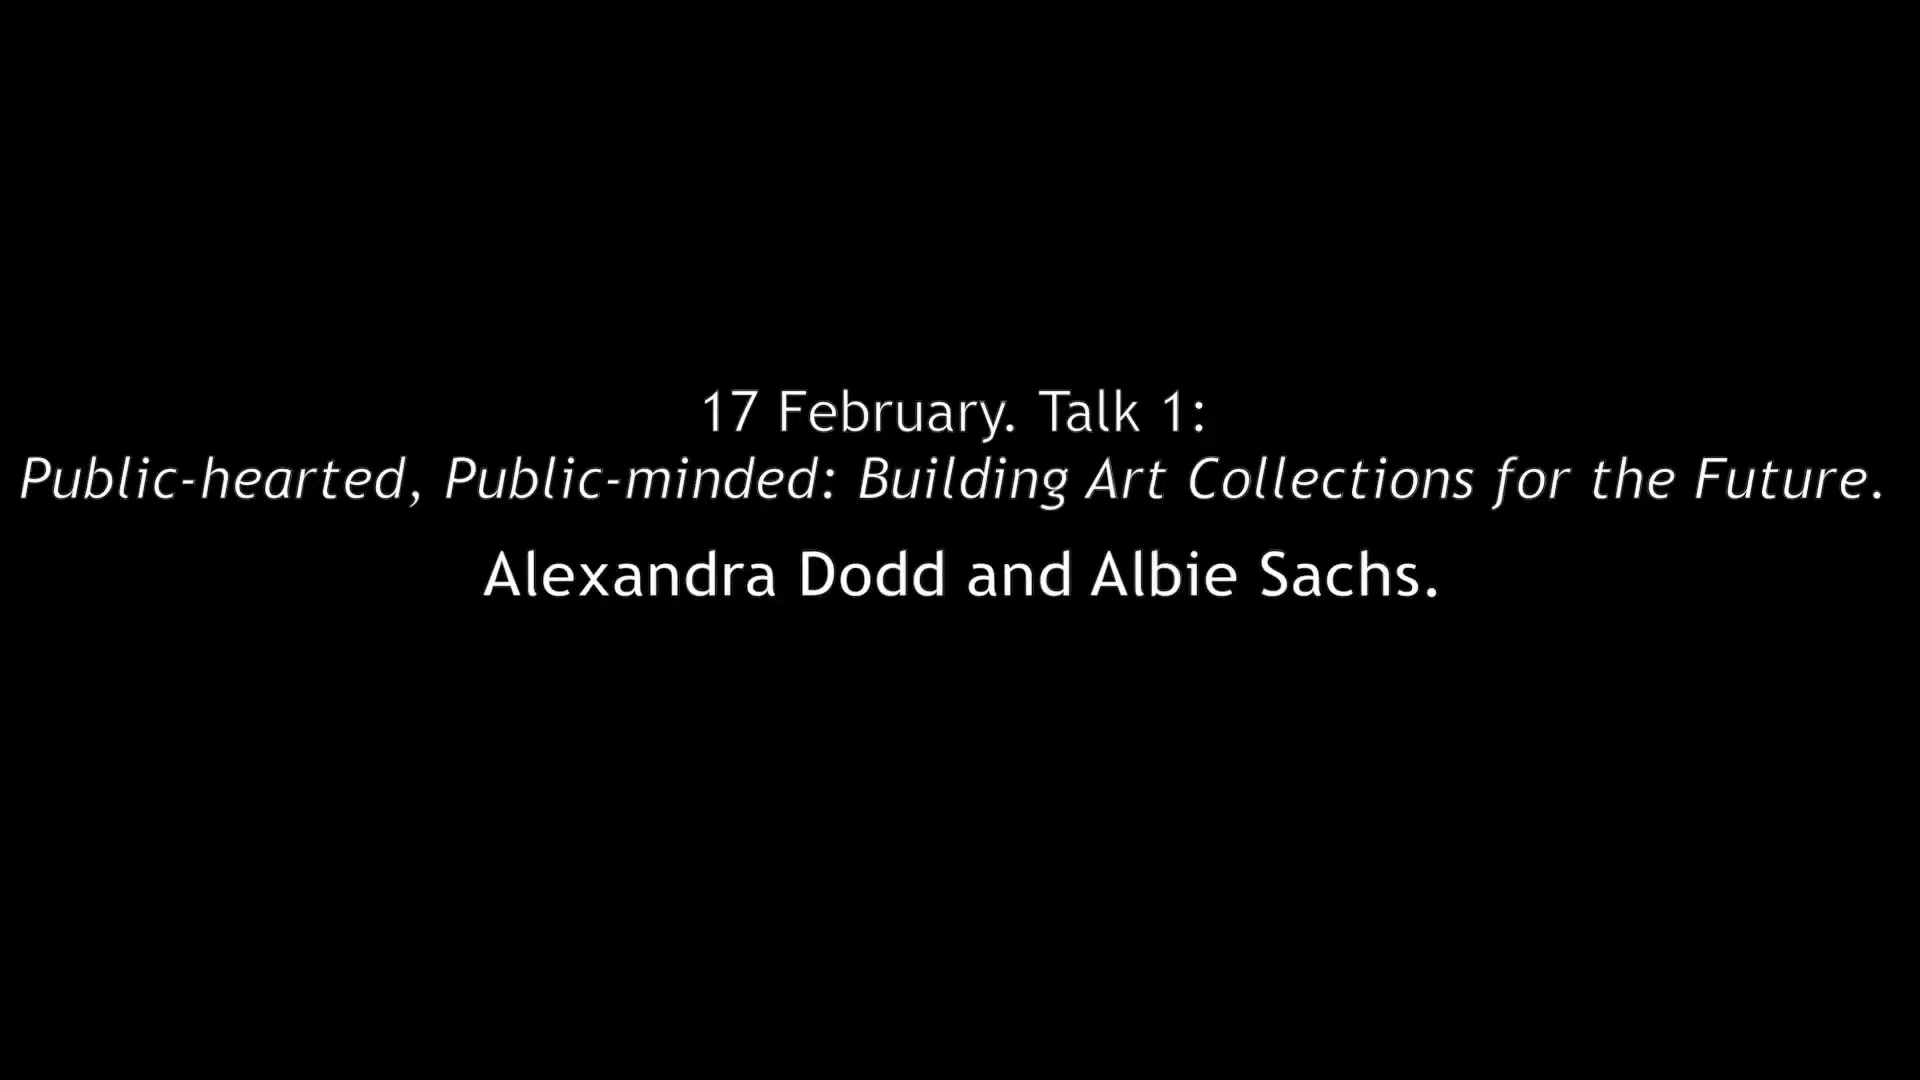 17 February. Talk 1:
Public-hearted, Public-minded: Building Art Collections for the Future.
Alexandra Dodd and Albie Sachs.